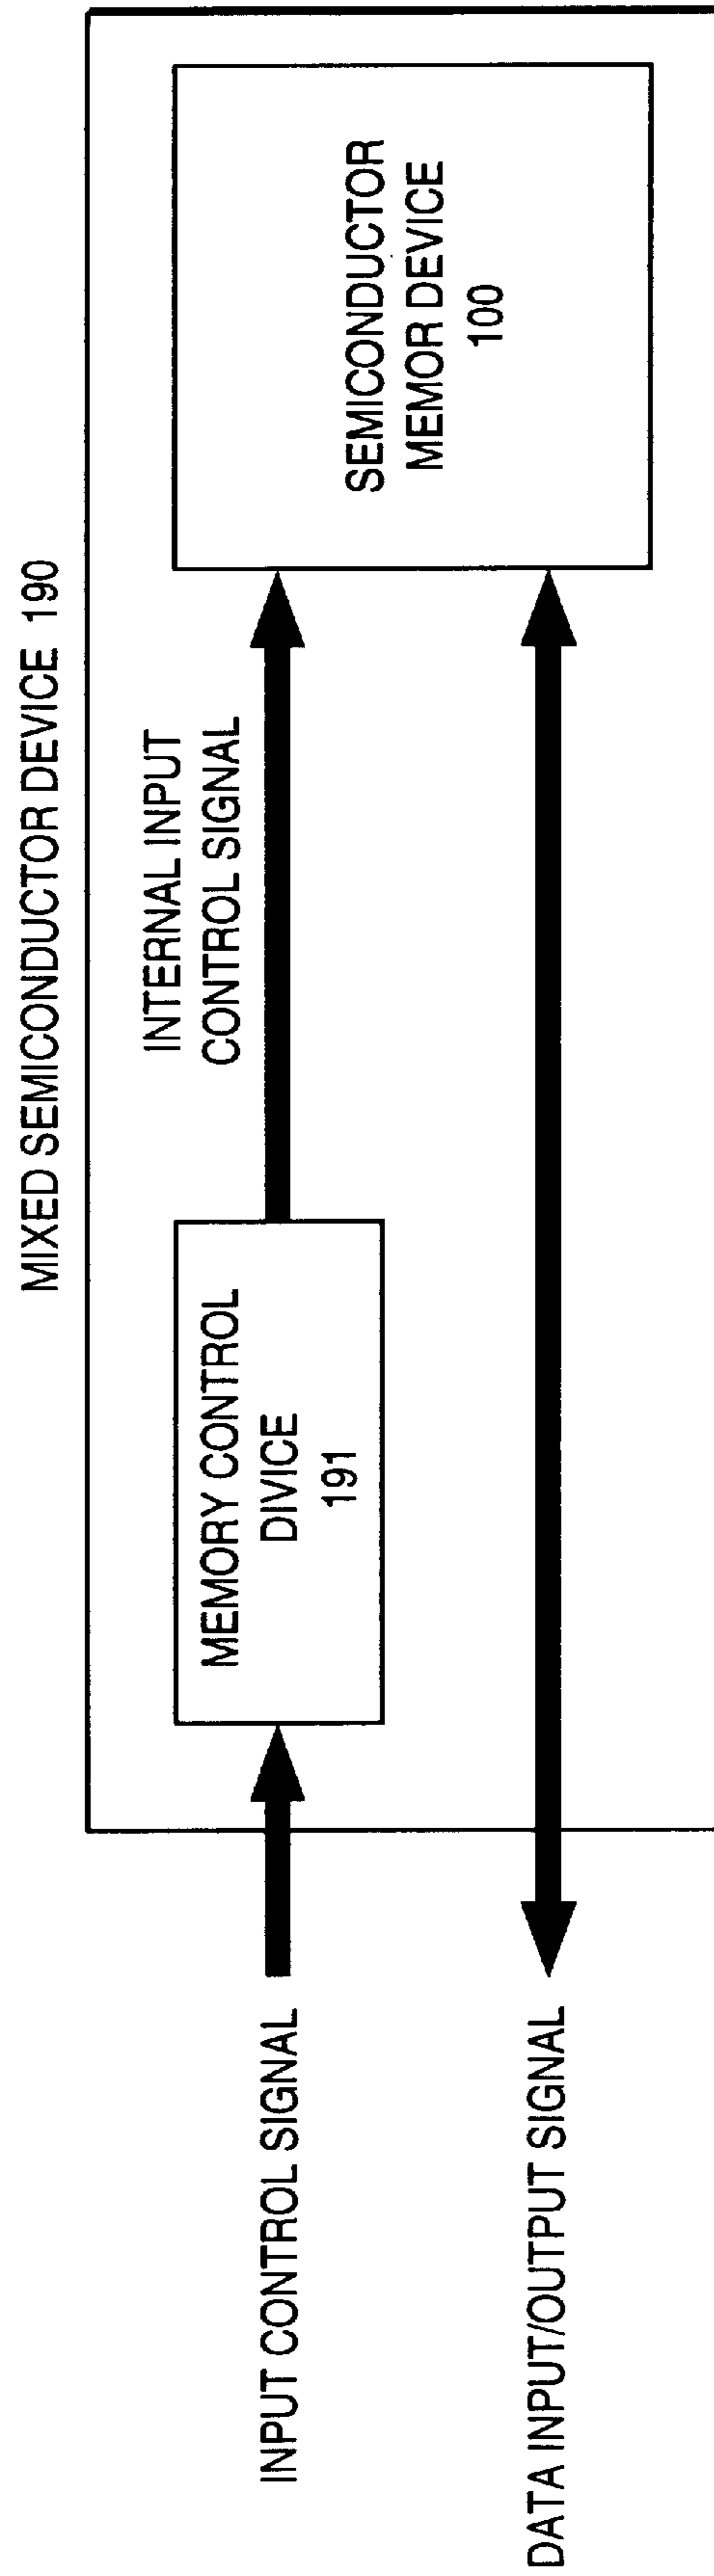 MIXED SEMICONDUCTOR DEVICE 190
INPUT CONTROL SIGNAL
MEMORY CONTROL
DIVICE
191
INTERNAL INPUT
CONTROL SIGNAL
SEMICONDUCTOR
MEMOR DEVICE
100
DATA INPUT/OUTPUT SIGNAL